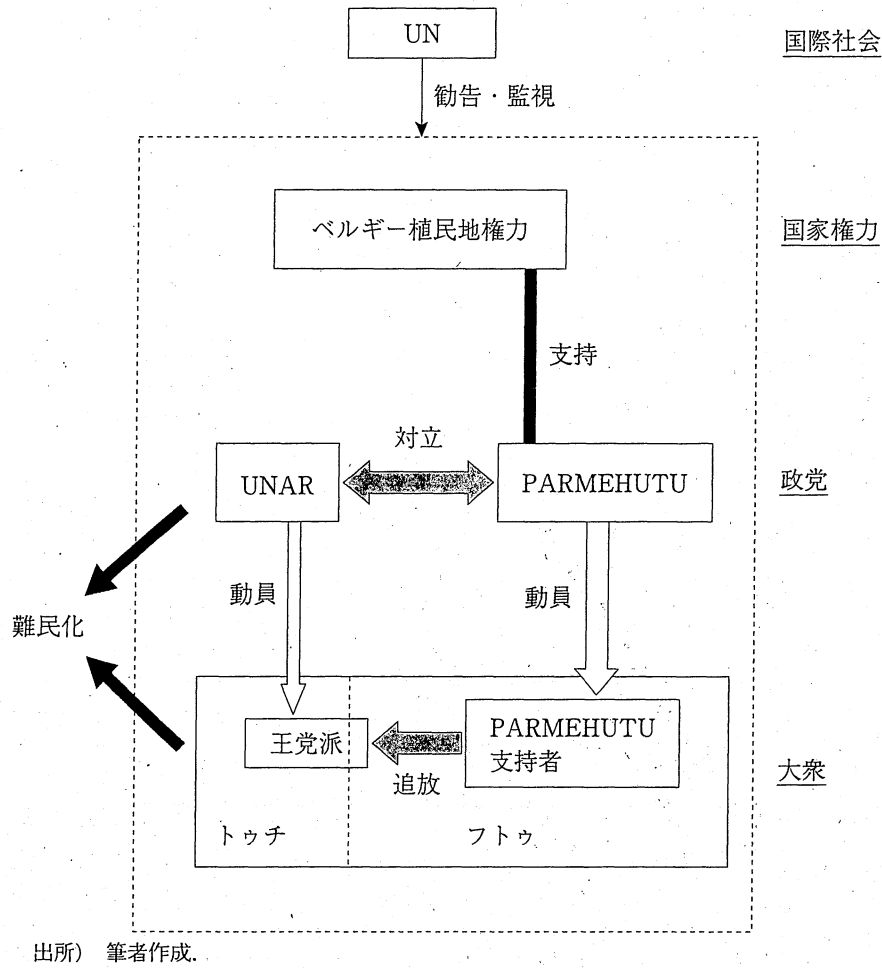 UN
国際社会
勧告・監視
ベルギー植民地権力
国家権力
支持
対立
UNAR
PARMEHUTU
政党
動員
動員
難民化
王党派
PARMEHUTU
支持者
追放
大衆
トゥチ
フトゥ
出所) 筆者作成.